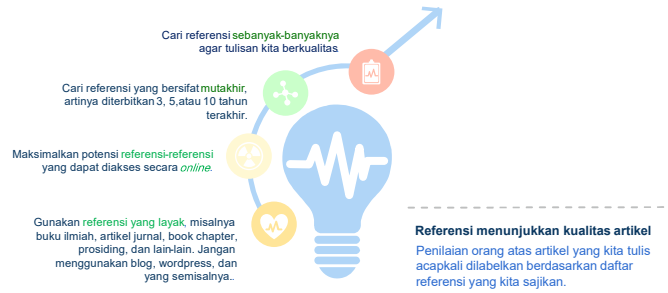 Cari referensi sebanyak-banyaknya
agar tulisan kita berkualitas.
Cari referensi yang bersifat mutakhir,
artinya diterbitkan 3, 5,atau 10 tahun
terakhir.
Maksimalkan potensi referensi-referensi
yang dapat diakses secara online.
Gunakan referensi yang layak, misalnya
buku ilmiah, artikel jurnal, book chapter,
prosiding, dan lain-lain. Jangan
menggunakan blog, wordpress, dan
yang semisalnya..
Referensi menunjukkan kualitas artikel
Penilaian orang atas artikel yang kita tulis
acapkali dilabelkan berdasarkan daftar
referensi yang kita sajikan.